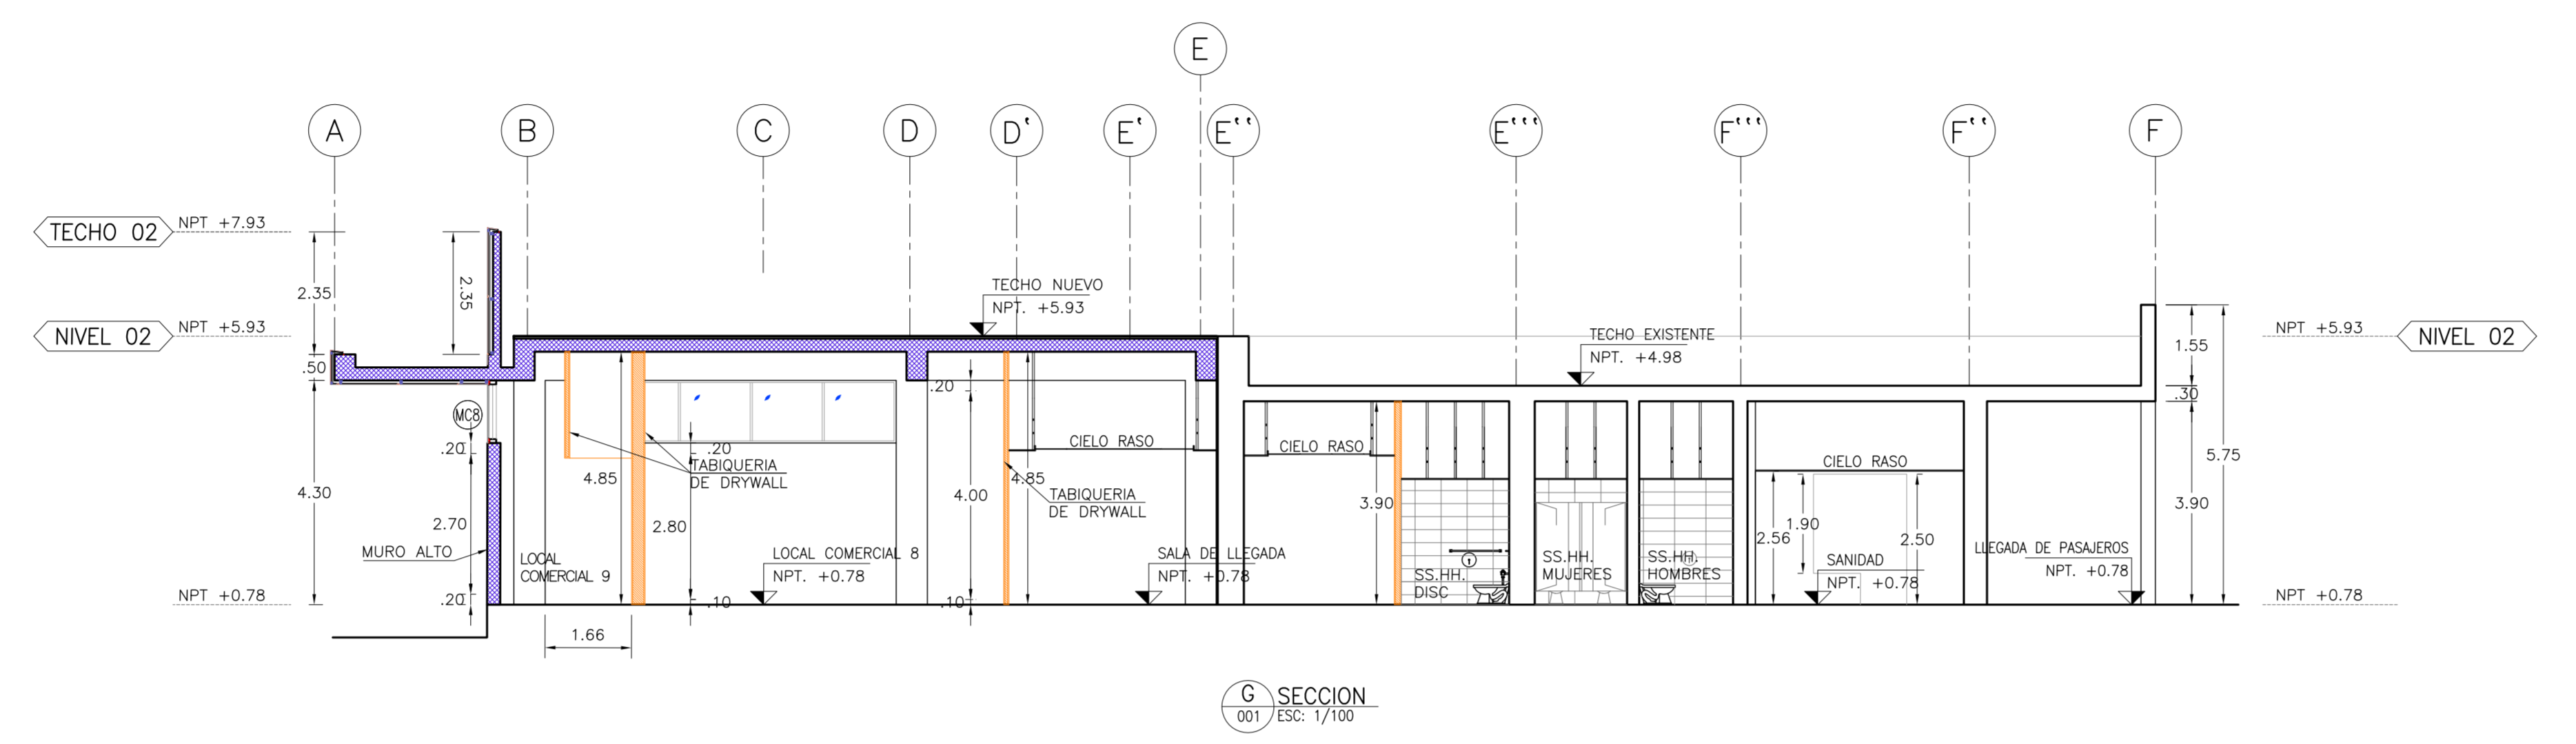 E
A
B
C
D
D'
E'
E''
E'''
F'''
F''
F
TECHO 02
NPT +7.93
2.35
2.35
NIVEL 02
NPT +5.93
TECHO NUEVO
NPT. +5.93
TECHO EXISTENTE
NPT. +4.98
NPT +5.93
NIVEL 02
1.55
.50
.30
.20
MC8
.20
.20
CIELO RASO
CIELO RASO
CIELO RASO
5.75
TABIQUERIA
DE DRYWALL
4.85
4.85
4.30
4.00
TABIQUERIA
DE DRYWALL
3.90
3.90
2.70
2.80
1.90
2.56
2.50
MURO ALTO
LOCAL
COMERCIAL 9
LOCAL COMERCIAL 8
NPT. +0.78
SALA DE LLEGADA
NPT. +0.78
SS.HH.
DISC
SS.HH.
MUJERES
SS.HH.
HOMBRES
SANIDAD
NPT. +0.78
LLEGADA DE PASAJEROS
NPT. +0.78
NPT +0.78
.20
.10
.10
NPT +0.78
1.66
G
001
SECCION
ESC: 1/100